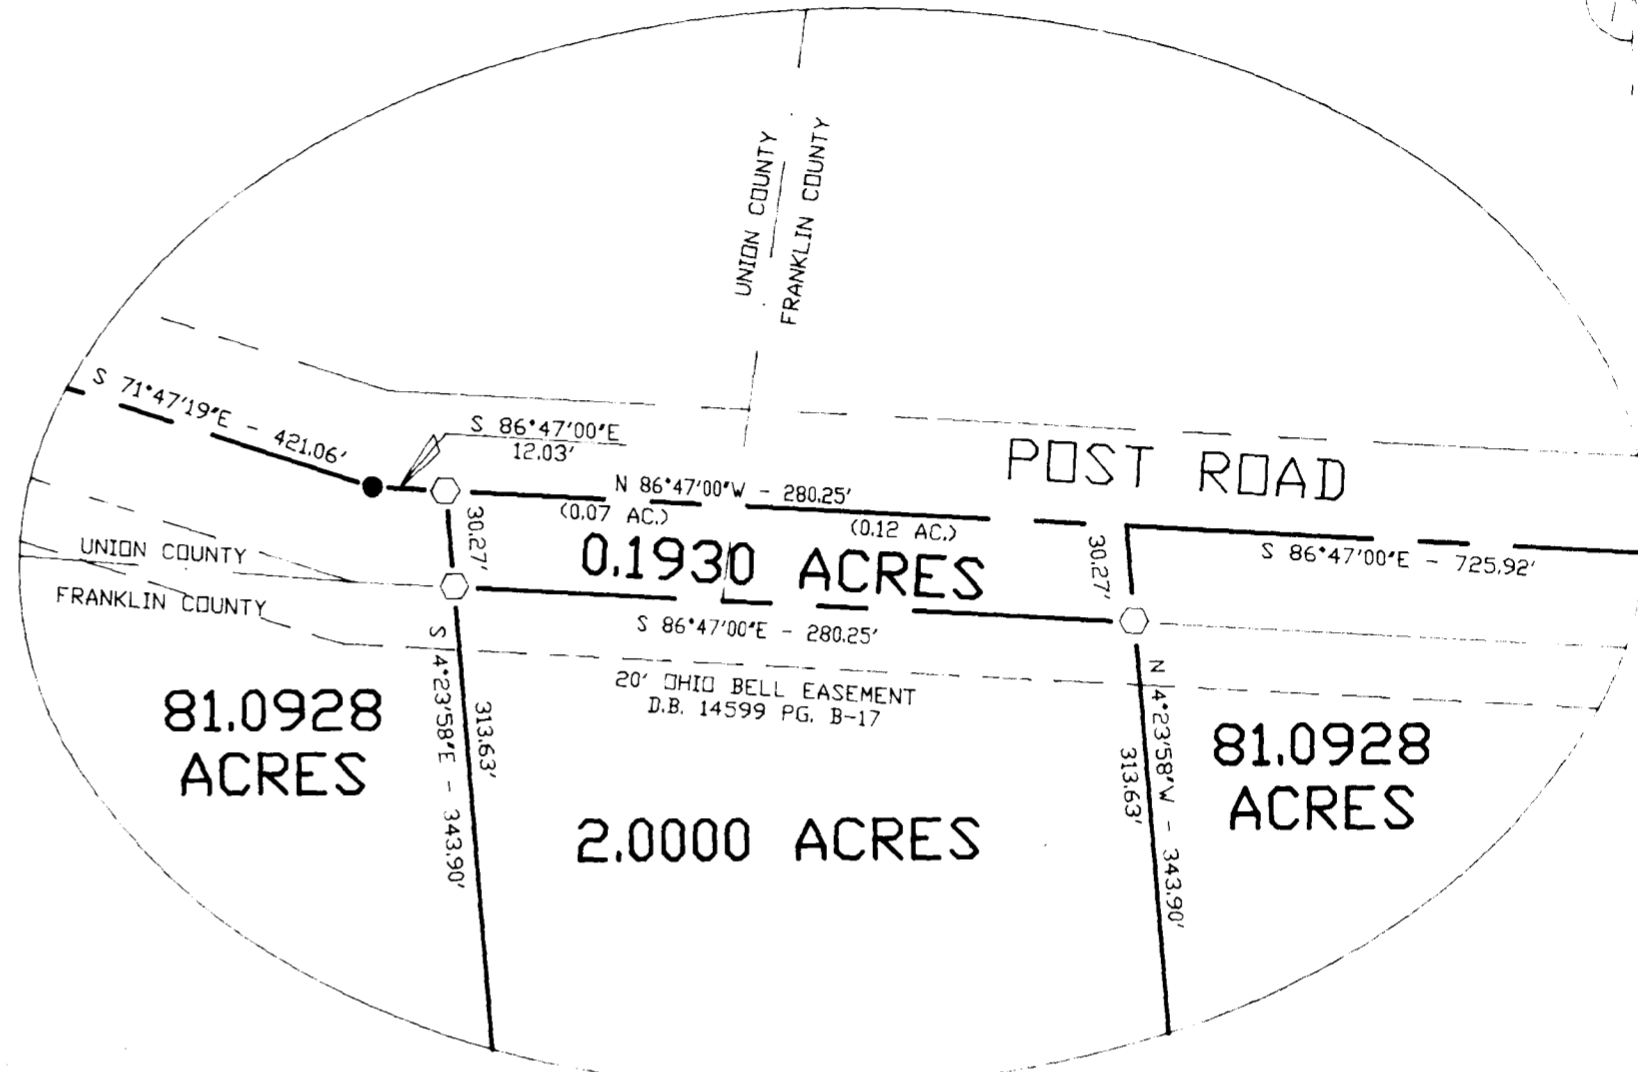 UNION COUNTY
FRANKLIN COUNTY
S 71°47'19"E - 421.06'
S 86°47'00"E
12.03'
POST ROAD
N 86°47'00"W - 280.25'
(0.07 AC.)
(0.12 AC.)
30.27'
30.27'
S 86°47'00"E - 725.92'
0.1930 ACRES
UNION COUNTY
FRANKLIN COUNTY
S 86°47'00"E - 280.25'
20' OHIO BELL EASEMENT
D.B. 14599 PG. B-17
S 4°23'58"E - 343.90'
313.63'
N 4°23'58"W - 343.90'
313.63'
81.0928
ACRES
81.0928
ACRES
2.0000 ACRES